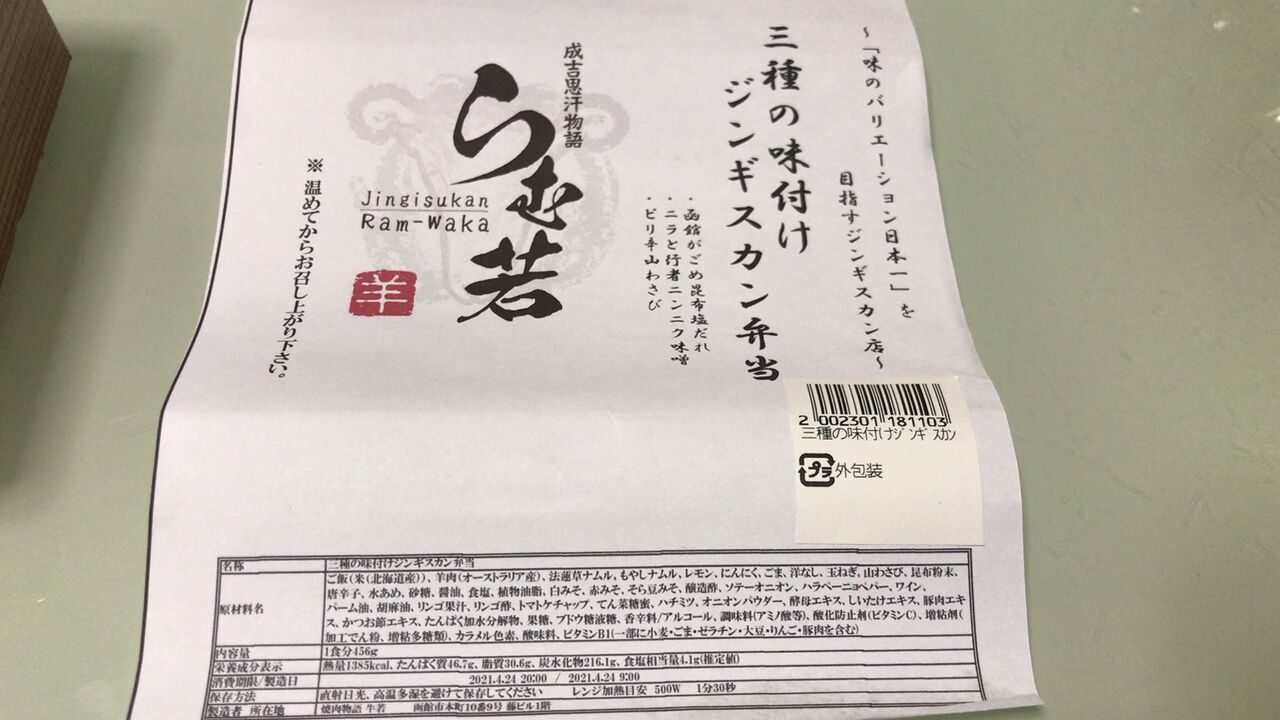 ～「味のバリエーション日本一」を
目指すジンギスカン店～
三種の味付け
ジンギスカン弁当
・函館がごめ昆布塩だれ
・ニラと行者ニンニク味噌
・ピリ辛山わさび
成吉思汗物語
らむ若
Jingisukan
Ram-Waka
羊
※ 温めてからお召し上がり下さい。
2 002301 181103
三種の味付けｼﾞﾝｷﾞｽｶﾝ
プラ 外包装
名称 三種の味付けジンギスカン弁当
原材料名 ご飯(米(北海道産))、羊肉(オーストラリア産)、法蓮草ナムル、もやしナムル、レモン、にんにく、ごま、洋なし、玉ねぎ、山わさび、昆布粉末、
唐辛子、水あめ、砂糖、醤油、食塩、植物油脂、白みそ、赤みそ、そら豆みそ、醸造酢、ソテーオニオン、ハラペーニョペパー、ワイン、
パーム油、胡麻油、リンゴ果汁、リンゴ酢、トマトケチャップ、てん菜糖蜜、ハチミツ、オニオンパウダー、酵母エキス、しいたけエキス、豚肉エキ
ス、かつお節エキス、たんぱく加水分解物、果糖、ブドウ糖液糖、香辛料/アルコール、調味料(アミノ酸等)、酸化防止剤(ビタミンC)、増粘剤(
加工でん粉、増粘多糖類)、カラメル色素、酸味料、ビタミンB1(一部に小麦・ごま・ゼラチン・大豆・りんご・豚肉を含む)
内容量 1食分456g
栄養成分表示 熱量1385kcal、たんぱく質46.7g、脂質30.6g、炭水化物216.1g、食塩相当量4.1g(推定値)
消費期限/製造日 2021.4.24 20:00 / 2021.4.24 9:00
保存方法 直射日光、高温多湿を避けて保存してください レンジ加熱目安 500W 1分30秒
製造者 所在地 焼肉物語 牛若 函館市本町10番9号 藤ビル1階